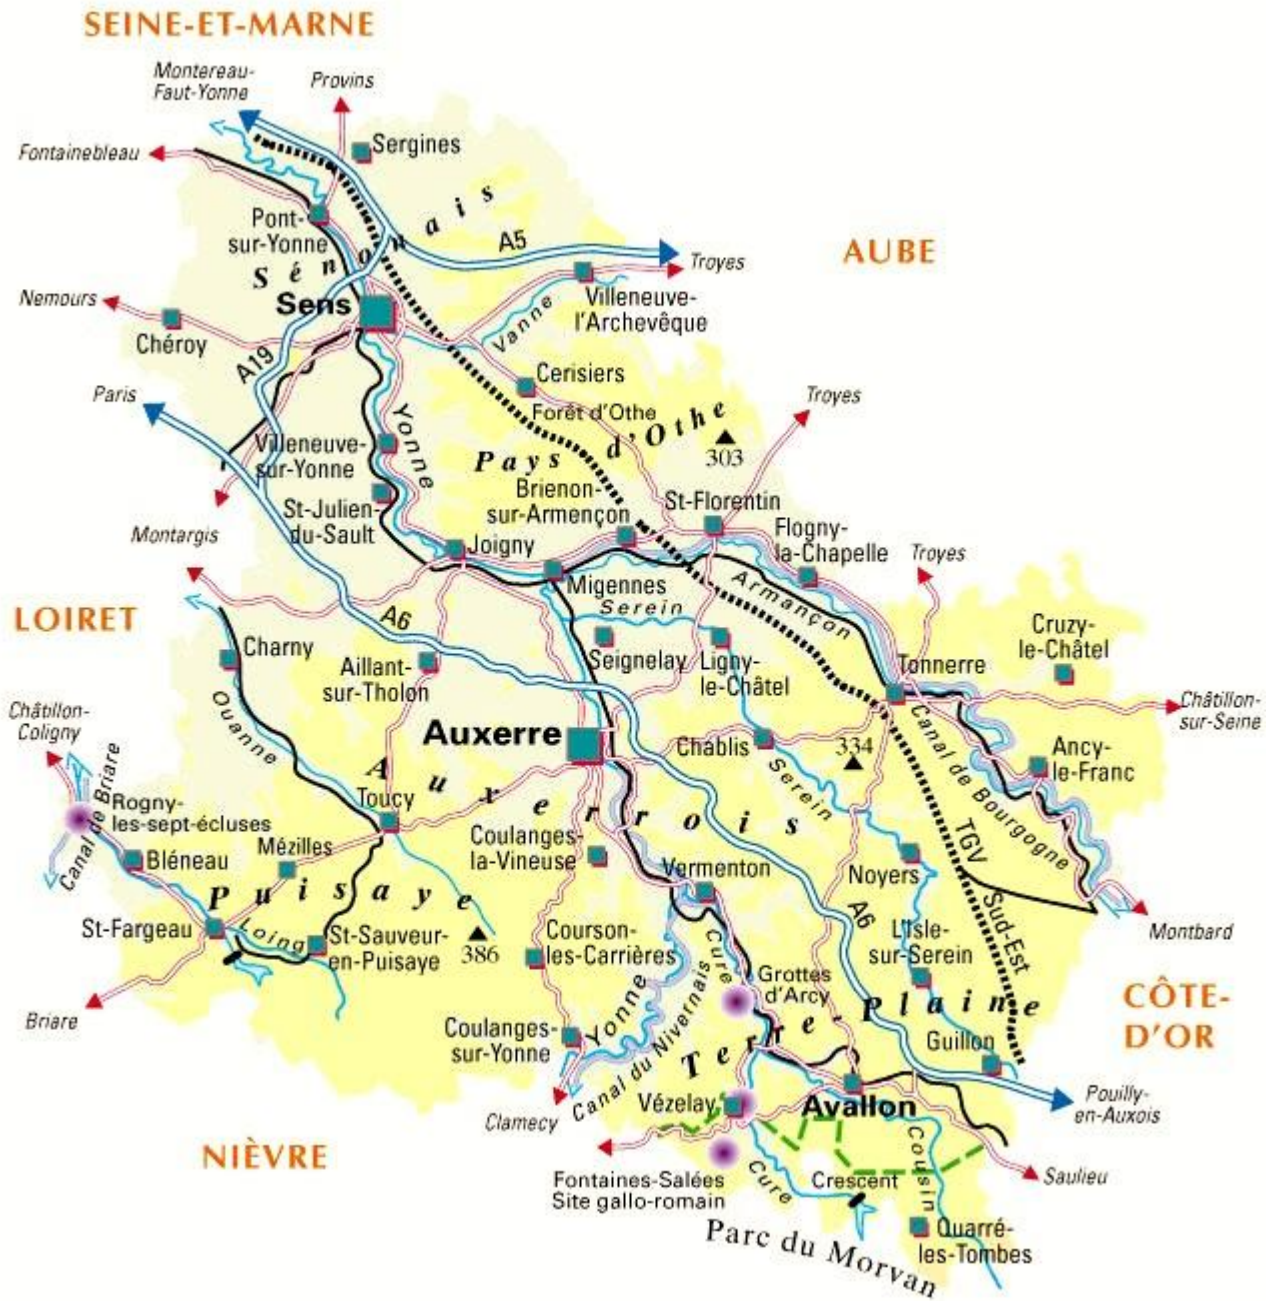 SEINE-ET-MARNE
Montereau-
Faut-Yonne
Provins
Fontainebleau
Sergines
Pont-
sur-Yonne
Sénonais
A5
AUBE
Troyes
Nemours
Sens
Villeneuve-
l'Archevêque
Vanne
Chéroy
A19
Cerisiers
Paris
Forêt d'Othe
Troyes
Yonne
Villeneuve-
sur-Yonne
Pays d'Othe
303
Brienon-
sur-Armençon
St-Florentin
St-Julien-
du-Sault
Flogny-
la-Chapelle
Montargis
Joigny
Troyes
Migennes
Armançon
LOIRET
A6
Serein
Cruzy-
le-Châtel
Charny
Aillant-
sur-Tholon
Seignelay
Ligny-
le-Châtel
Tonnerre
Châtillon-
sur-Seine
Châtillon-
Coligny
Ouanne
Auxerre
Chablis
334
Canal de Bourgogne
Ancy-
le-Franc
Canal de Briare
Auxerrois
Serein
Toucy
Rogny-
les-sept-écluses
Mézilles
Coulanges-
la-Vineuse
TGV Sud-Est
Bléneau
Vermenton
Noyers
Puisaye
A6
St-Fargeau
Loing
St-Sauveur-
en-Puisaye
386
Courson-
les-Carrières
Cure
L'Isle-
sur-Serein
Montbard
Grottes
d'Arcy
CÔTE-
D'OR
Briare
Coulanges-
sur-Yonne
Yonne
Canal du Nivernais
Terre-Plaine
Guillon
Clamecy
Vézelay
Avallon
Pouilly-
en-Auxois
NIÈVRE
Fontaines-Salées
Site gallo-romain
Cure
Crescent
Cousin
Saulieu
Parc du Morvan
Quarré-
les-Tombes